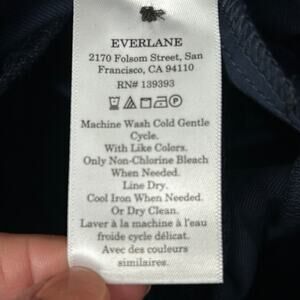 EVERLANE
2170 Folsom Street, San
Francisco, CA 94110
RN# 139393
Machine Wash Cold Gentle
Cycle.
With Like Colors.
Only Non-Chlorine Bleach
When Needed.
Line Dry.
Cool Iron When Needed.
Or Dry Clean.
Laver à la machine à l'eau
froide cycle délicat.
Avec des couleurs
similaires.